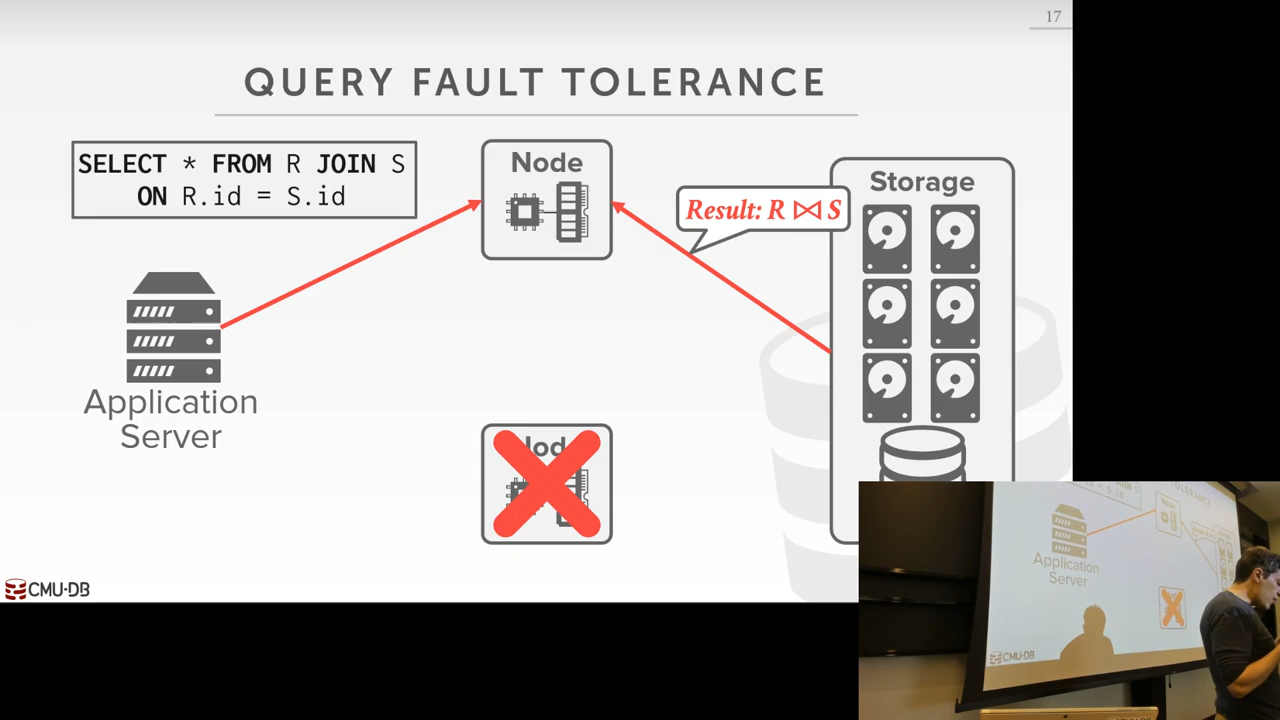 17
QUERY FAULT TOLERANCE
SELECT * FROM R JOIN S
ON R.id = S.id
Node
Storage
Result: R ⋈ S
Application
Server
CMU·DB
Node
Application
Server
CMU·DB